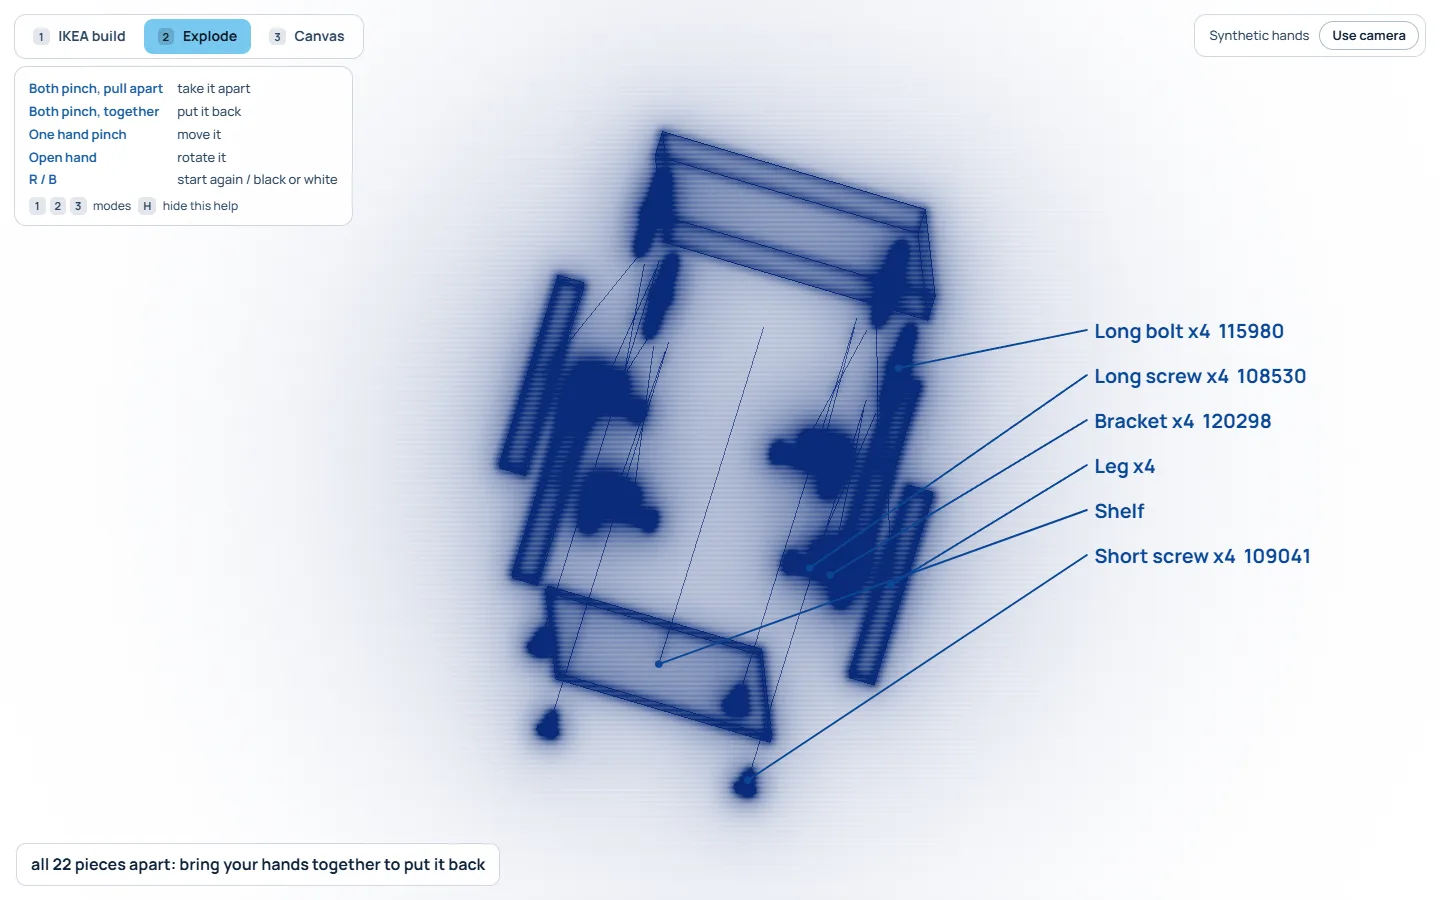 1 IKEA build 2 Explode 3 Canvas
Synthetic hands Use camera
Both pinch, pull apart take it apart
Both pinch, together put it back
One hand pinch move it
Open hand rotate it
R / B start again / black or white
1 2 3 modes H hide this help
Long bolt x4 115980
Long screw x4 108530
Bracket x4 120298
Leg x4
Shelf
Short screw x4 109041
all 22 pieces apart: bring your hands together to put it back